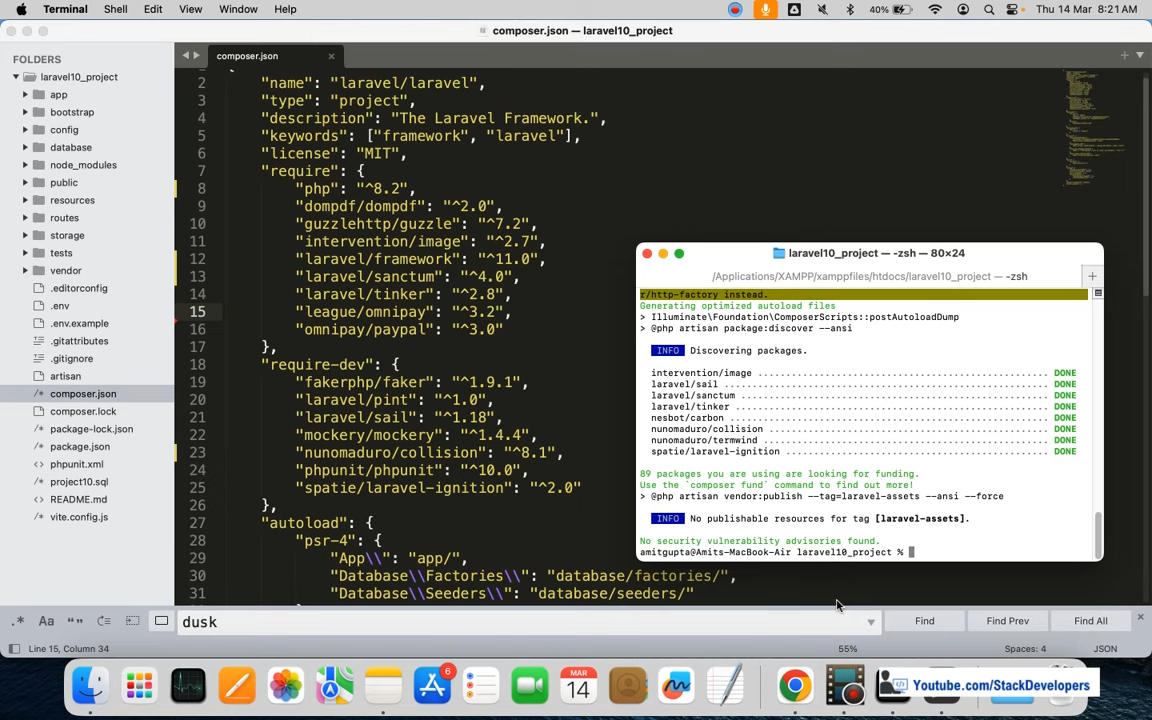 Terminal Shell Edit View Window Help 40% Thu 14 Mar 8:21 AM
composer.json — laravel10_project
FOLDERS
laravel10_project
app
bootstrap
config
database
node_modules
public
resources
routes
storage
tests
vendor
.editorconfig
.env
.env.example
.gitattributes
.gitignore
artisan
/* composer.json
composer.lock
/* package-lock.json
/* package.json
<> phpunit.xml
/* project10.sql
<> README.md
/* vite.config.js
composer.json ×
2 "name": "laravel/laravel",
3 "type": "project",
4 "description": "The Laravel Framework.",
5 "keywords": ["framework", "laravel"],
6 "license": "MIT",
7 "require": {
8 "php": "^8.2",
9 "dompdf/dompdf": "^2.0",
10 "guzzlehttp/guzzle": "^7.2",
11 "intervention/image": "^2.7",
12 "laravel/framework": "^11.0",
13 "laravel/sanctum": "^4.0",
14 "laravel/tinker": "^2.8",
15 "league/omnipay": "^3.2",
16 "omnipay/paypal": "^3.0"
17 },
18 "require-dev": {
19 "fakerphp/faker": "^1.9.1",
20 "laravel/pint": "^1.0",
21 "laravel/sail": "^1.18",
22 "mockery/mockery": "^1.4.4",
23 "nunomaduro/collision": "^8.1",
24 "phpunit/phpunit": "^10.0",
25 "spatie/laravel-ignition": "^2.0"
26 },
27 "autoload": {
28 "psr-4": {
29 "App\\": "app/",
30 "Database\\Factories\\": "database/factories/",
31 "Database\\Seeders\\": "database/seeders/"
laravel10_project — -zsh — 80×24
/Applications/XAMPP/xamppfiles/htdocs/laravel10_project — -zsh
r/http-factory instead.
Generating optimized autoload files
> Illuminate\Foundation\ComposerScripts::postAutoloadDump
> @php artisan package:discover --ansi
INFO Discovering packages.
intervention/image ................................................ DONE
laravel/sail ...................................................... DONE
laravel/sanctum ................................................... DONE
laravel/tinker .................................................... DONE
nesbot/carbon ..................................................... DONE
nunomaduro/collision .............................................. DONE
nunomaduro/termwind ............................................... DONE
spatie/laravel-ignition ........................................... DONE
89 packages you are using are looking for funding.
Use the `composer fund` command to find out more!
> @php artisan vendor:publish --tag=laravel-assets --ansi --force
INFO No publishable resources for tag [laravel-assets].
No security vulnerability advisories found.
amitgupta@Amits-MacBook-Air laravel10_project %
.* Aa “” dusk Find Find Prev Find All
Line 15, Column 34 55% Spaces: 4 JSON
6
MAR
14
Youtube.com/StackDevelopers